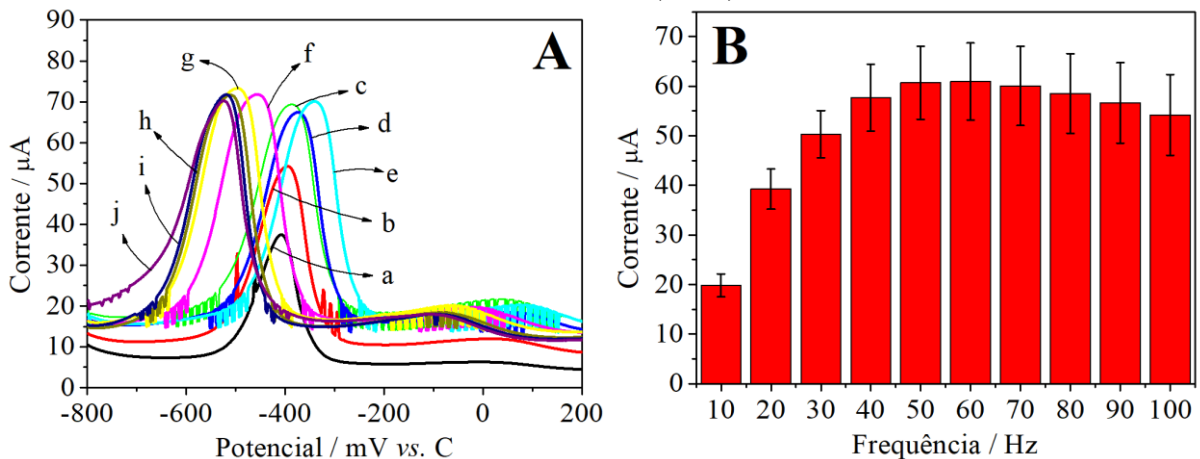 A
90
80
70
60
50
40
30
20
10
0
Corrente / µA
-800 -600 -400 -200 0 200
Potencial / mV vs. C
g
f
c
h
d
i
e
j
b
a
B
70
60
50
40
30
20
10
0
Corrente / µA
10 20 30 40 50 60 70 80 90 100
Frequência / Hz